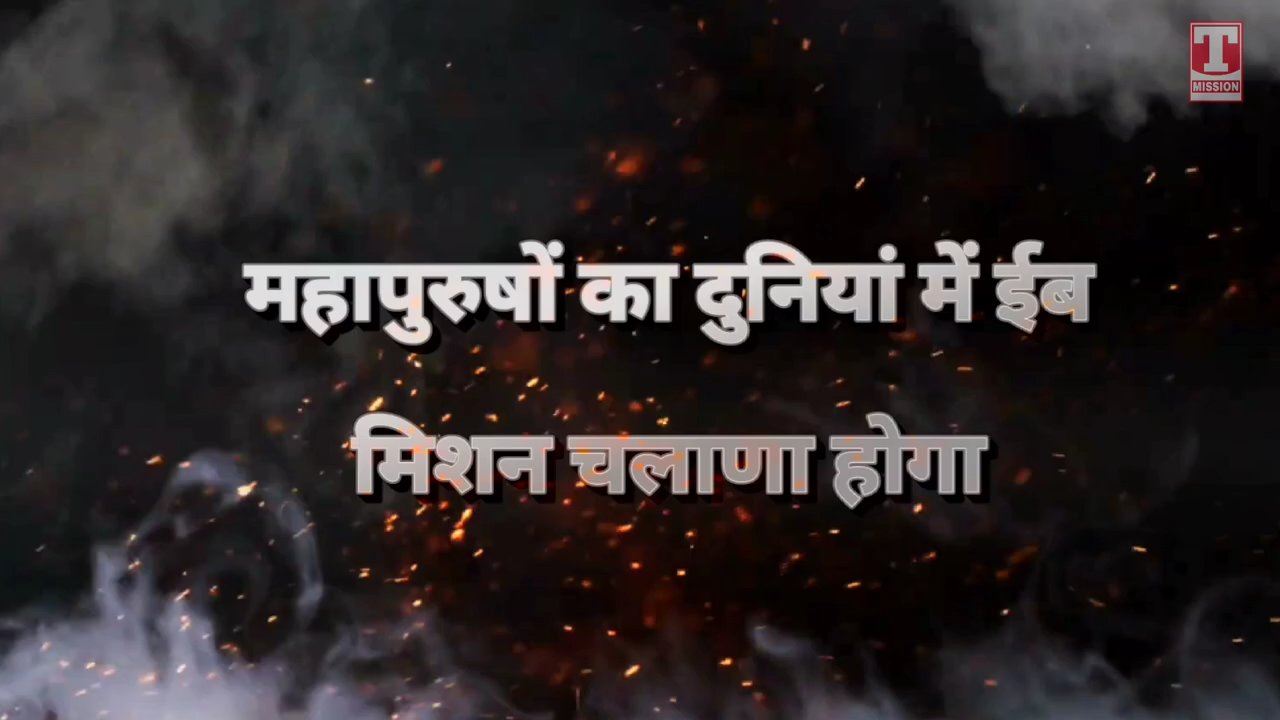 T
MISSION
महापुरुषों का दुनियां में ईब
मिशन चलाणा होगा